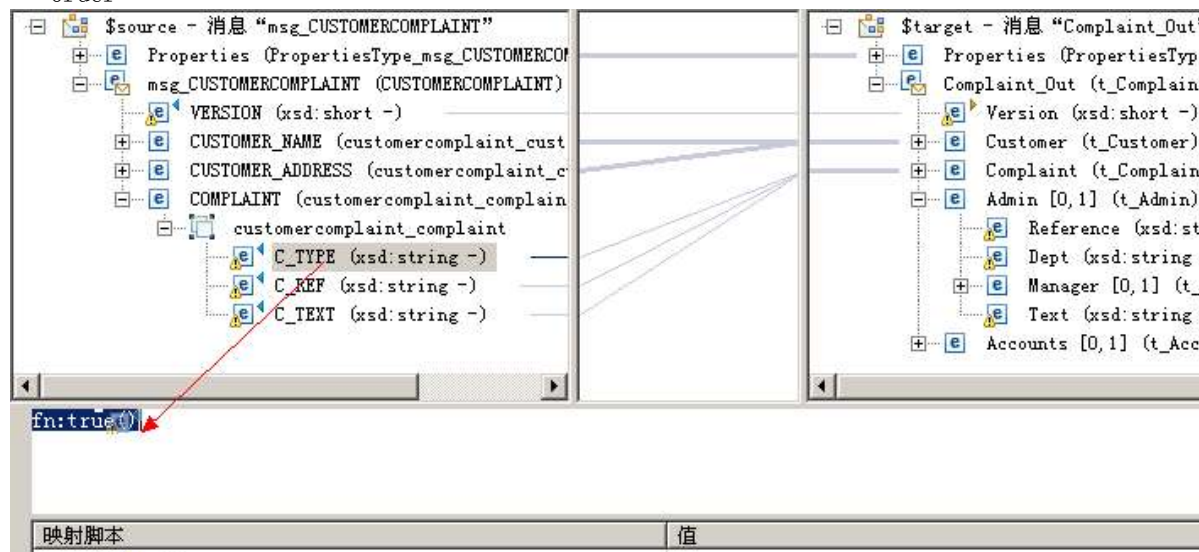 $source - 消息 “msg_CUSTOMERCOMPLAINT”
Properties (PropertiesType_msg_CUSTOMERCOM
msg_CUSTOMERCOMPLAINT (CUSTOMERCOMPLAINT)
VERSION (xsd:short -)
CUSTOMER_NAME (customercomplaint_cust
CUSTOMER_ADDRESS (customercomplaint_c
COMPLAINT (customercomplaint_complain
customercomplaint_complaint
C_TYPE (xsd:string -)
C_REF (xsd:string -)
C_TEXT (xsd:string -)
$target - 消息 “Complaint_Out”
Properties (PropertiesTyp
Complaint_Out (t_Complain
Version (xsd:short -)
Customer (t_Customer)
Complaint (t_Complain
Admin [0,1] (t_Admin)
Reference (xsd:st
Dept (xsd:string
Manager [0,1] (t_
Text (xsd:string
Accounts [0,1] (t_Acc
fn:true()
映射脚本
值